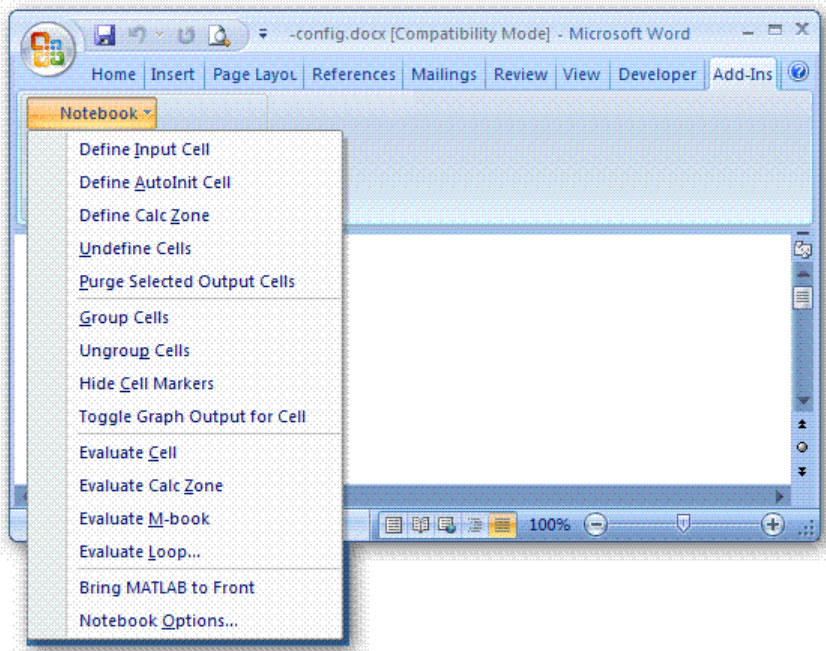 -config.docx [Compatibility Mode] - Microsoft Word
Home Insert Page Layou References Mailings Review View Developer Add-Ins
Notebook
Define Input Cell
Define AutoInit Cell
Define Calc Zone
Undefine Cells
Purge Selected Output Cells
Group Cells
Ungroup Cells
Hide Cell Markers
Toggle Graph Output for Cell
Evaluate Cell
Evaluate Calc Zone
Evaluate M-book
Evaluate Loop...
Bring MATLAB to Front
Notebook Options...
100%